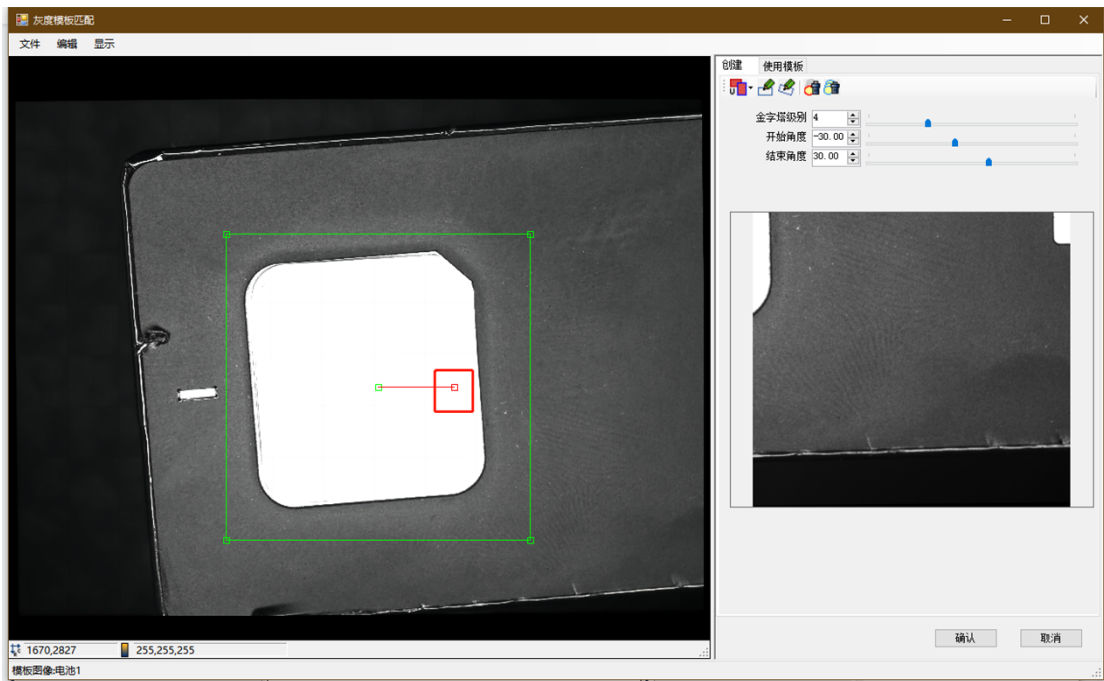 灰度模板匹配
文件 编辑 显示
创建 使用模板
金字塔级别 4
开始角度 -30.00
结束角度 30.00
确认 取消
1670,2827 255,255,255
模板图像:电池1